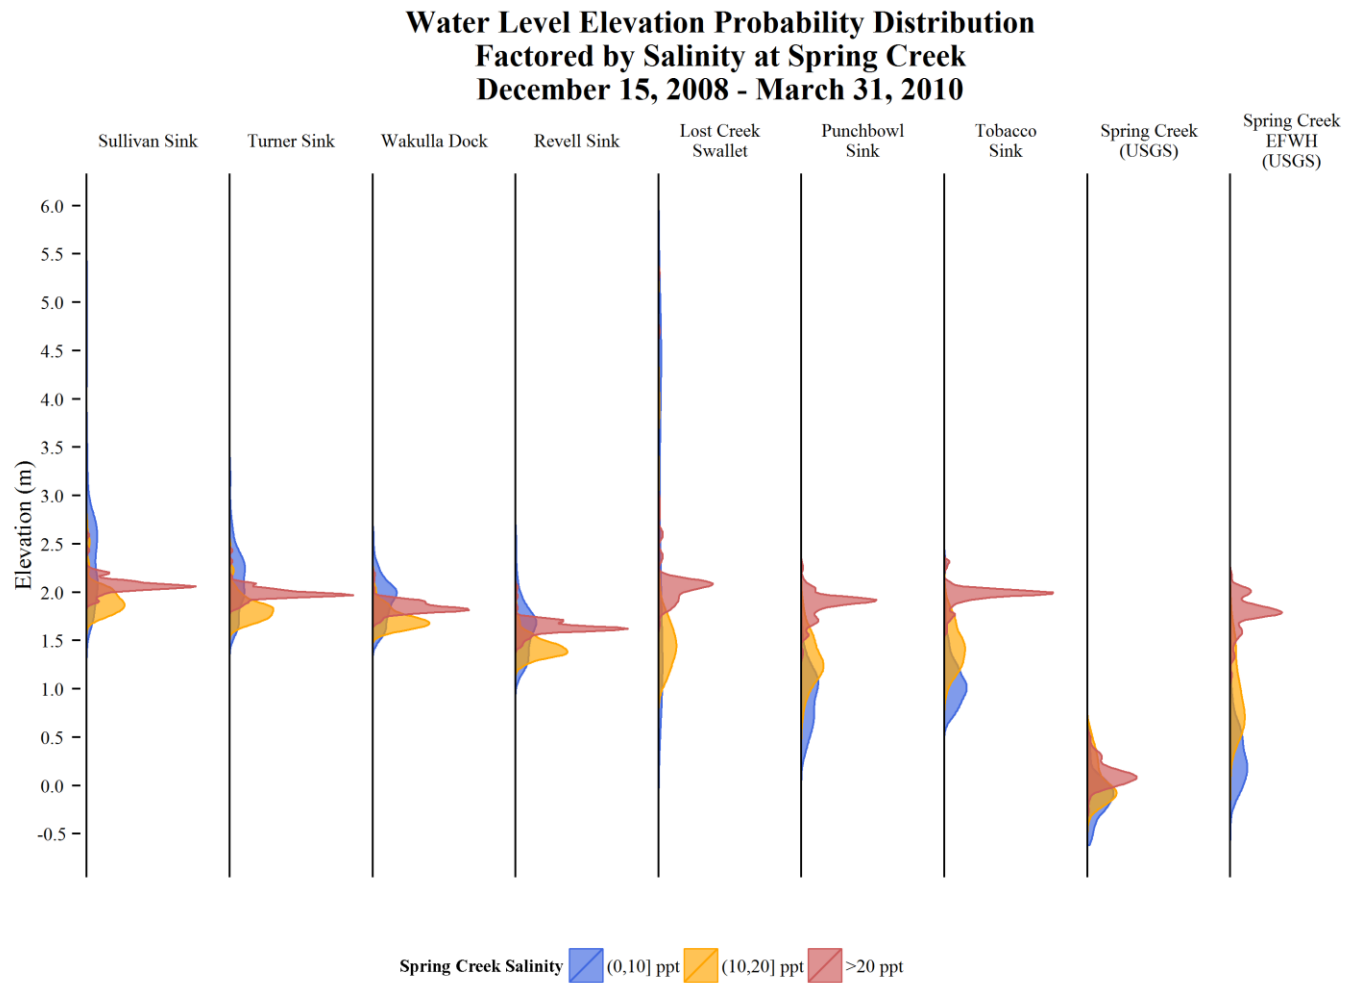 Water Level Elevation Probability Distribution
Factored by Salinity at Spring Creek
December 15, 2008 - March 31, 2010
Sullivan Sink
Turner Sink
Wakulla Dock
Revell Sink
Lost Creek
Swallet
Punchbowl
Sink
Tobacco
Sink
Spring Creek
(USGS)
Spring Creek
EFWH
(USGS)
Elevation (m)
6.0
5.5
5.0
4.5
4.0
3.5
3.0
2.5
2.0
1.5
1.0
0.5
0.0
-0.5
Spring Creek Salinity (0,10] ppt (10,20] ppt >20 ppt